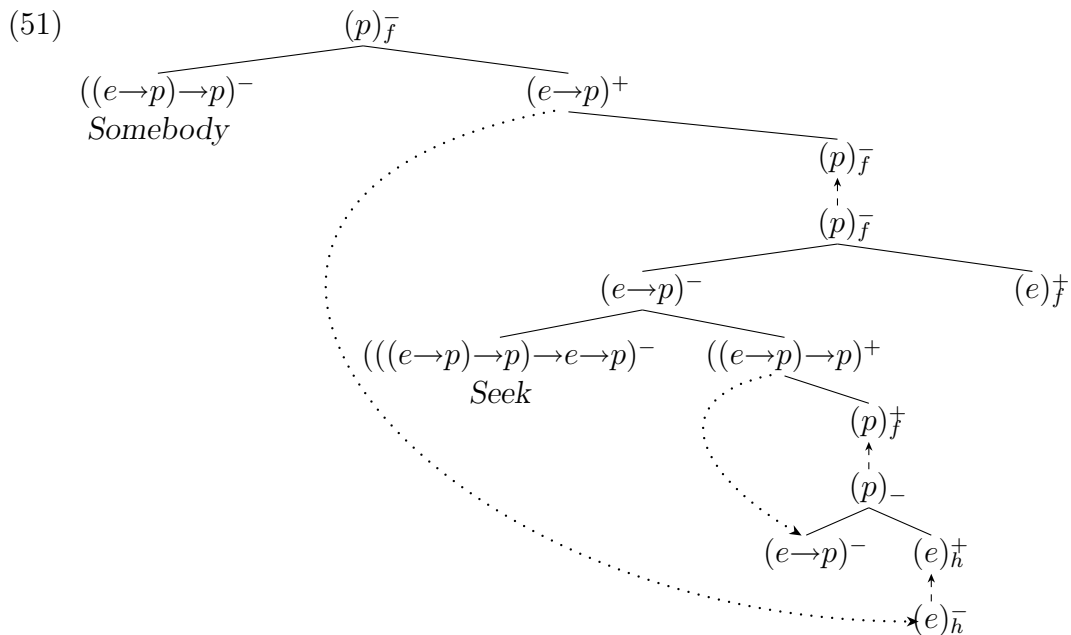 (51)
(p)f⁻
((e→p)→p)⁻ (e→p)⁺
Somebody
(p)f⁻
(p)f⁻
(e→p)⁻ (e)f⁺
(((e→p)→p)→e→p)⁻ ((e→p)→p)⁺
Seek
(p)f⁺
(p)₋
(e→p)⁻ (e)h⁺
(e)h⁻